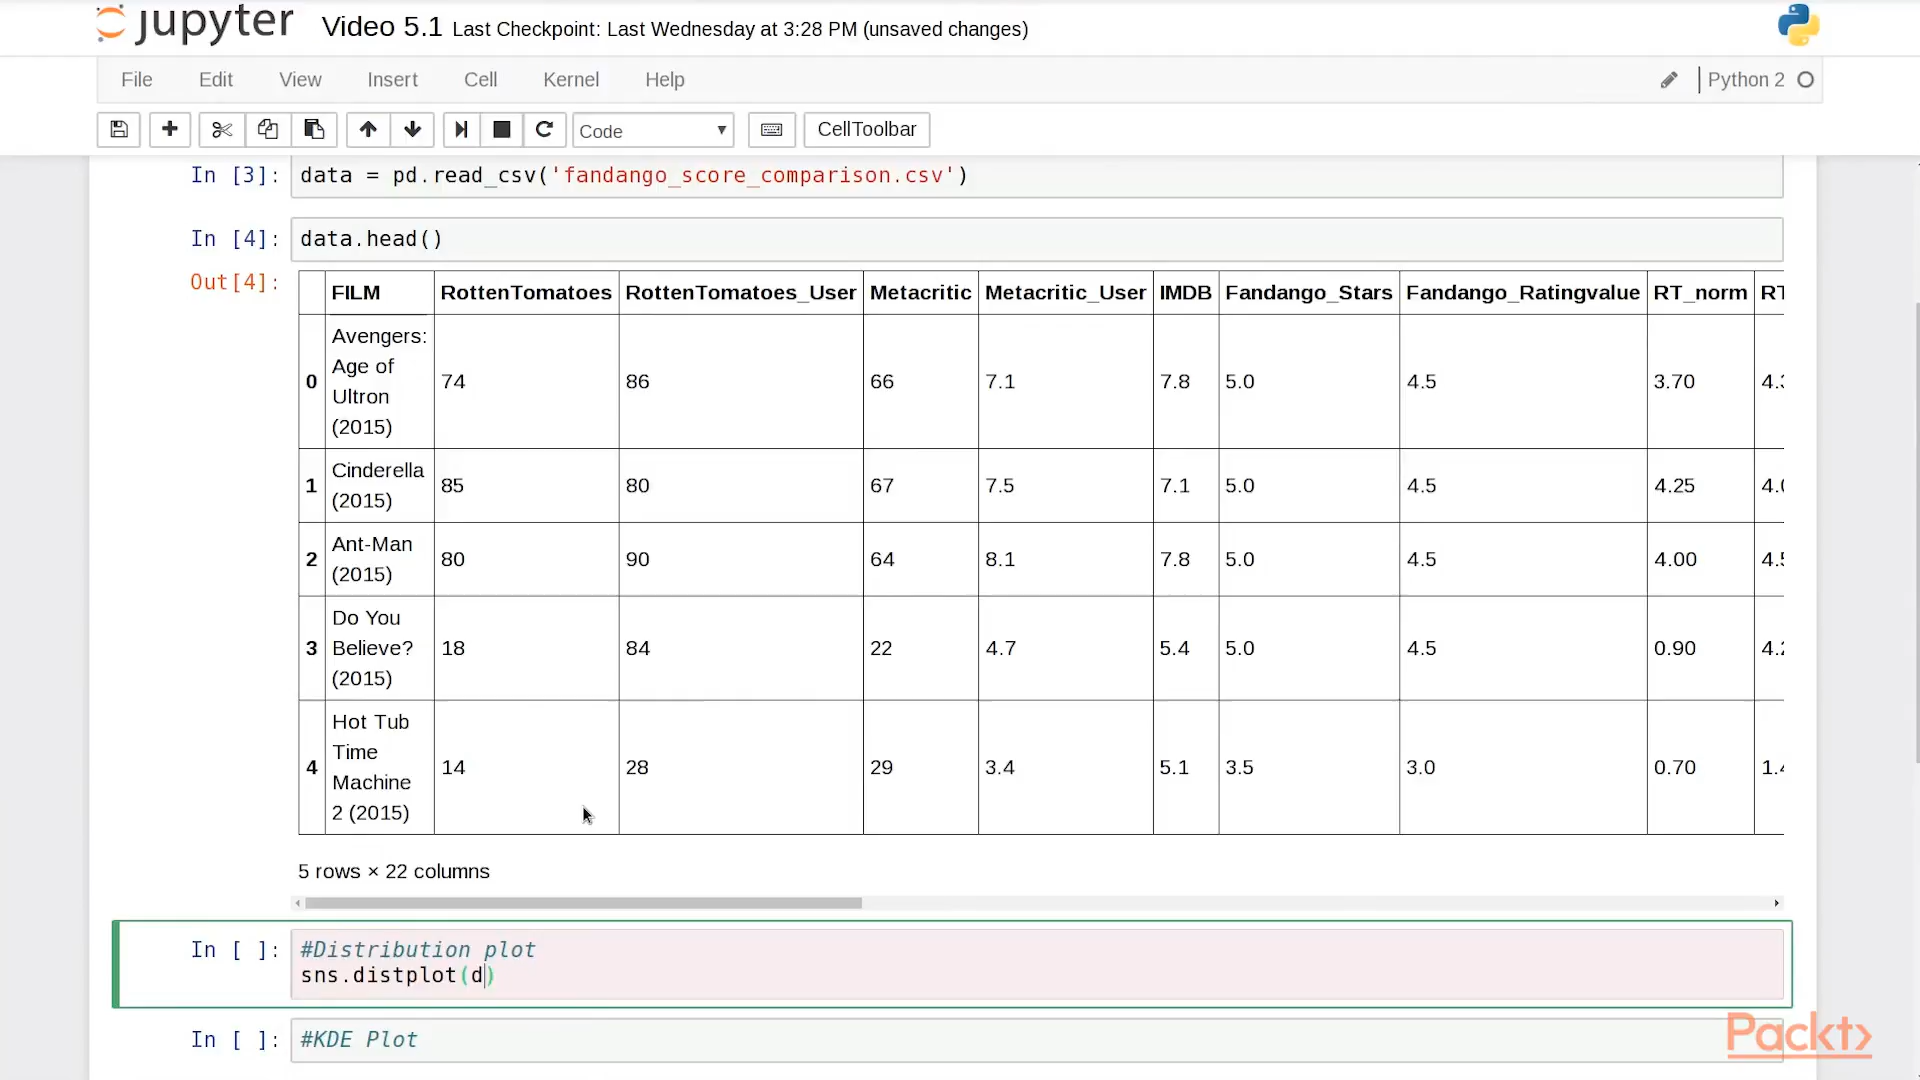 jupyter Video 5.1 Last Checkpoint: Last Wednesday at 3:28 PM (unsaved changes)
File Edit View Insert Cell Kernel Help Python 2
Code CellToolbar
In [3]: data = pd.read_csv('fandango_score_comparison.csv')
In [4]: data.head()
Out[4]:
FILM RottenTomatoes RottenTomatoes_User Metacritic Metacritic_User IMDB Fandango_Stars Fandango_Ratingvalue RT_norm RT
0 Avengers: Age of Ultron (2015) 74 86 66 7.1 7.8 5.0 4.5 3.70
1 Cinderella (2015) 85 80 67 7.5 7.1 5.0 4.5 4.25
2 Ant-Man (2015) 80 90 64 8.1 7.8 5.0 4.5 4.00
3 Do You Believe? (2015) 18 84 22 4.7 5.4 5.0 4.5 0.90
4 Hot Tub Time Machine 2 (2015) 14 28 29 3.4 5.1 3.5 3.0 0.70
5 rows × 22 columns
In [ ]: #Distribution plot
sns.distplot(d)
In [ ]: #KDE Plot
Packt>